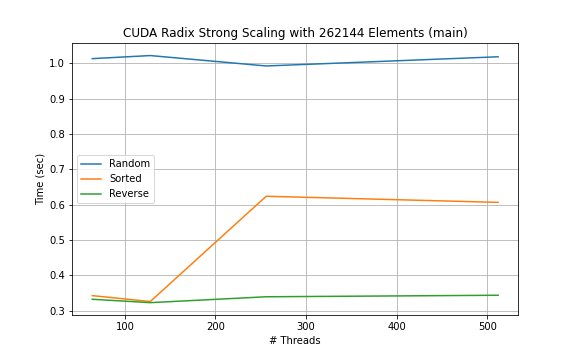 CUDA Radix Strong Scaling with 262144 Elements (main)
Time (sec)
1.0
0.9
0.8
0.7
0.6
0.5
0.4
0.3
Random
Sorted
Reverse
100 200 300 400 500
# Threads